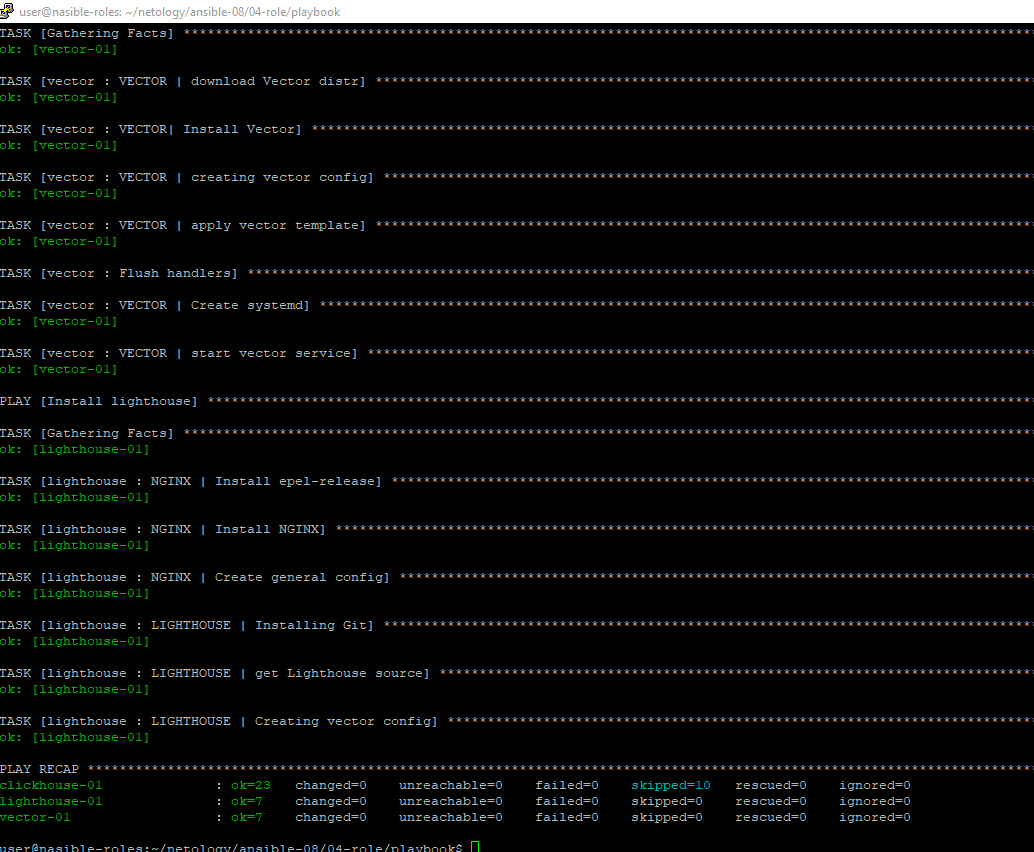 user@nasible-roles: ~/netology/ansible-08/04-role/playbook
TASK [Gathering Facts] *********************************************************************************************************
ok: [vector-01]
TASK [vector : VECTOR | download Vector distr] *********************************************************************************
ok: [vector-01]
TASK [vector : VECTOR| Install Vector] *****************************************************************************************
ok: [vector-01]
TASK [vector : VECTOR | creating vector config] ********************************************************************************
ok: [vector-01]
TASK [vector : VECTOR | apply vector template] *********************************************************************************
ok: [vector-01]
TASK [vector : Flush handlers] *************************************************************************************************
TASK [vector : VECTOR | Create systemd] ****************************************************************************************
ok: [vector-01]
TASK [vector : VECTOR | start vector service] **********************************************************************************
ok: [vector-01]
PLAY [Install lighthouse] ******************************************************************************************************
TASK [Gathering Facts] *********************************************************************************************************
ok: [lighthouse-01]
TASK [lighthouse : NGINX | Install epel-release] *******************************************************************************
ok: [lighthouse-01]
TASK [lighthouse : NGINX | Install NGINX] **************************************************************************************
ok: [lighthouse-01]
TASK [lighthouse : NGINX | Create general config] ******************************************************************************
ok: [lighthouse-01]
TASK [lighthouse : LIGHTHOUSE | Installing Git] ********************************************************************************
ok: [lighthouse-01]
TASK [lighthouse : LIGHTHOUSE | get Lighthouse source] *************************************************************************
ok: [lighthouse-01]
TASK [lighthouse : LIGHTHOUSE | Creating vector config] ************************************************************************
ok: [lighthouse-01]
PLAY RECAP *********************************************************************************************************************
clickhouse-01 : ok=23 changed=0 unreachable=0 failed=0 skipped=10 rescued=0 ignored=0
lighthouse-01 : ok=7 changed=0 unreachable=0 failed=0 skipped=0 rescued=0 ignored=0
vector-01 : ok=7 changed=0 unreachable=0 failed=0 skipped=0 rescued=0 ignored=0
user@nasible-roles:~/netology/ansible-08/04-role/playbook$